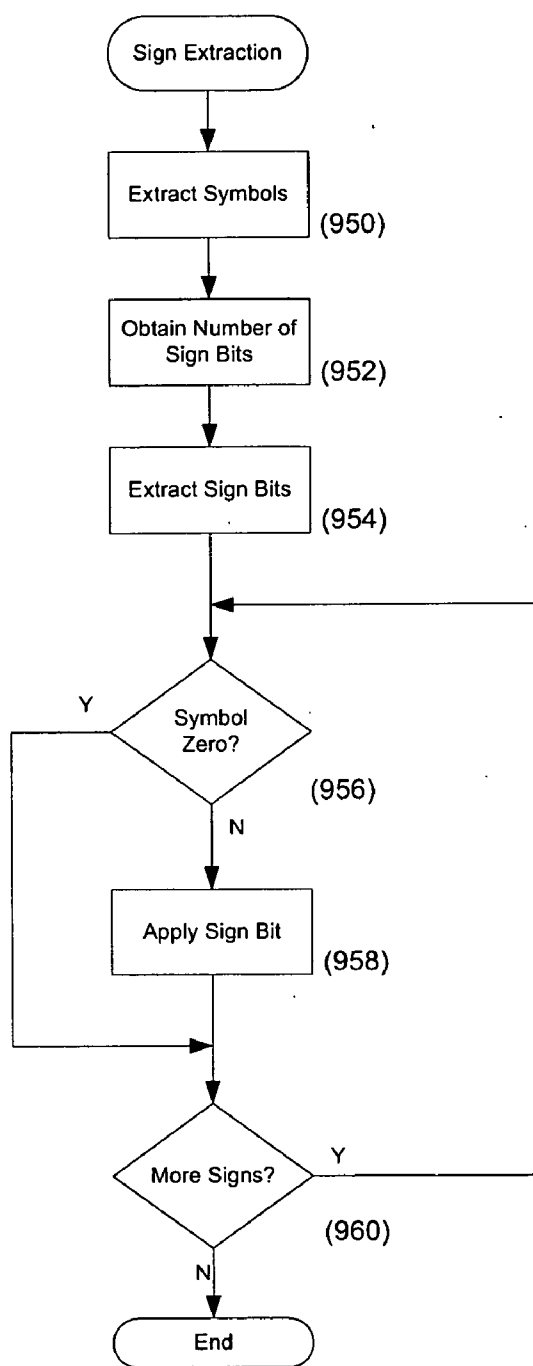 Sign Extraction
Extract Symbols
(950)
Obtain Number of
Sign Bits
(952)
Extract Sign Bits
(954)
Y
Symbol
Zero?
(956)
N
Apply Sign Bit
(958)
More Signs?
Y
(960)
N
End